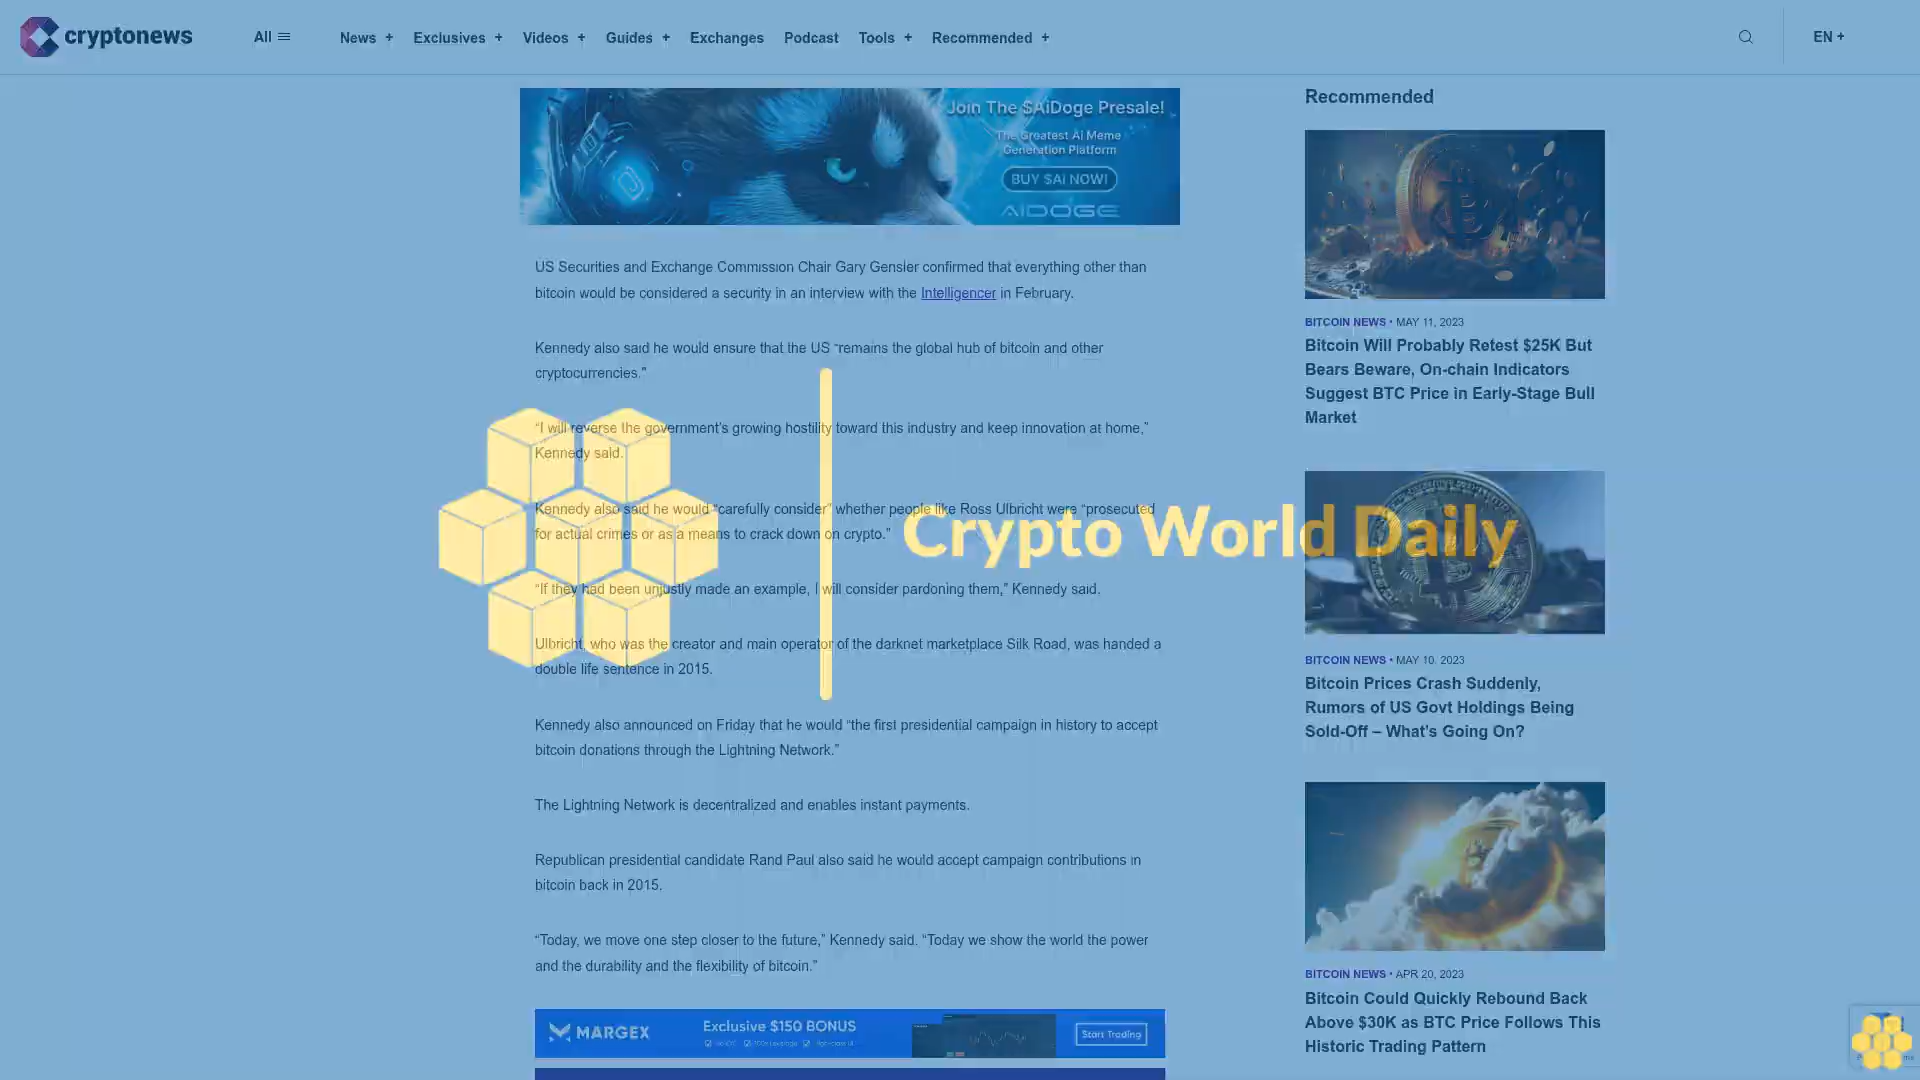 cryptonews
All
News +
Exclusives +
Videos +
Guides +
Exchanges
Podcast
Tools +
Recommended +
EN +
Join The $AiDoge Presale!
The Greatest Ai Meme
Generation Platform
BUY $Ai NOW!
AIDOGE
US Securities and Exchange Commission Chair Gary Gensler confirmed that everything other than
bitcoin would be considered a security in an interview with the Intelligencer in February.
Kennedy also said he would ensure that the US “remains the global hub of bitcoin and other
cryptocurrencies.”
“I will reverse the government’s growing hostility toward this industry and keep innovation at home,”
Kennedy said.
Kennedy also said he would “carefully consider” whether people like Ross Ulbricht were “prosecuted
for actual crimes or as a means to crack down on crypto.”
“If they had been unjustly made an example, I will consider pardoning them,” Kennedy said.
Ulbricht, who was the creator and main operator of the darknet marketplace Silk Road, was handed a
double life sentence in 2015.
Kennedy also announced on Friday that he would “the first presidential campaign in history to accept
bitcoin donations through the Lightning Network.”
The Lightning Network is decentralized and enables instant payments.
Republican presidential candidate Rand Paul also said he would accept campaign contributions in
bitcoin back in 2015.
“Today, we move one step closer to the future,” Kennedy said. “Today we show the world the power
and the durability and the flexibility of bitcoin.”
MARGEX
Exclusive $150 BONUS
Start Trading
Crypto World Daily
Recommended
BITCOIN NEWS • MAY 11, 2023
Bitcoin Will Probably Retest $25K But
Bears Beware, On-chain Indicators
Suggest BTC Price in Early-Stage Bull
Market
BITCOIN NEWS • MAY 10, 2023
Bitcoin Prices Crash Suddenly,
Rumors of US Govt Holdings Being
Sold-Off – What’s Going On?
BITCOIN NEWS • APR 20, 2023
Bitcoin Could Quickly Rebound Back
Above $30K as BTC Price Follows This
Historic Trading Pattern